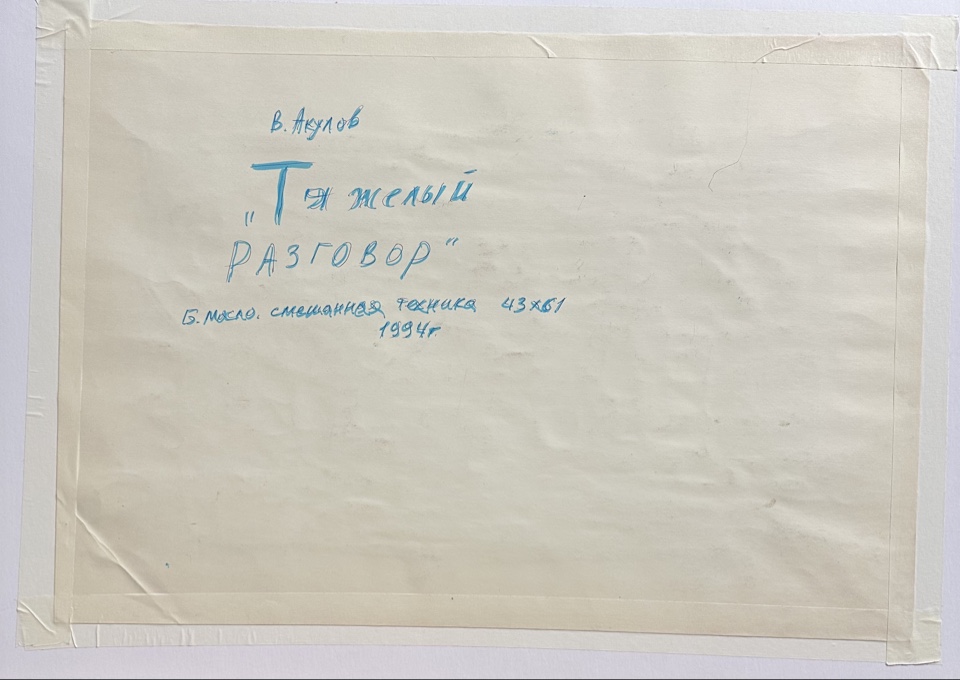 В. Акулов
„Тяжелый
РАЗГОВОР"
Б. масло. смешанная техника 43х61
1994г.